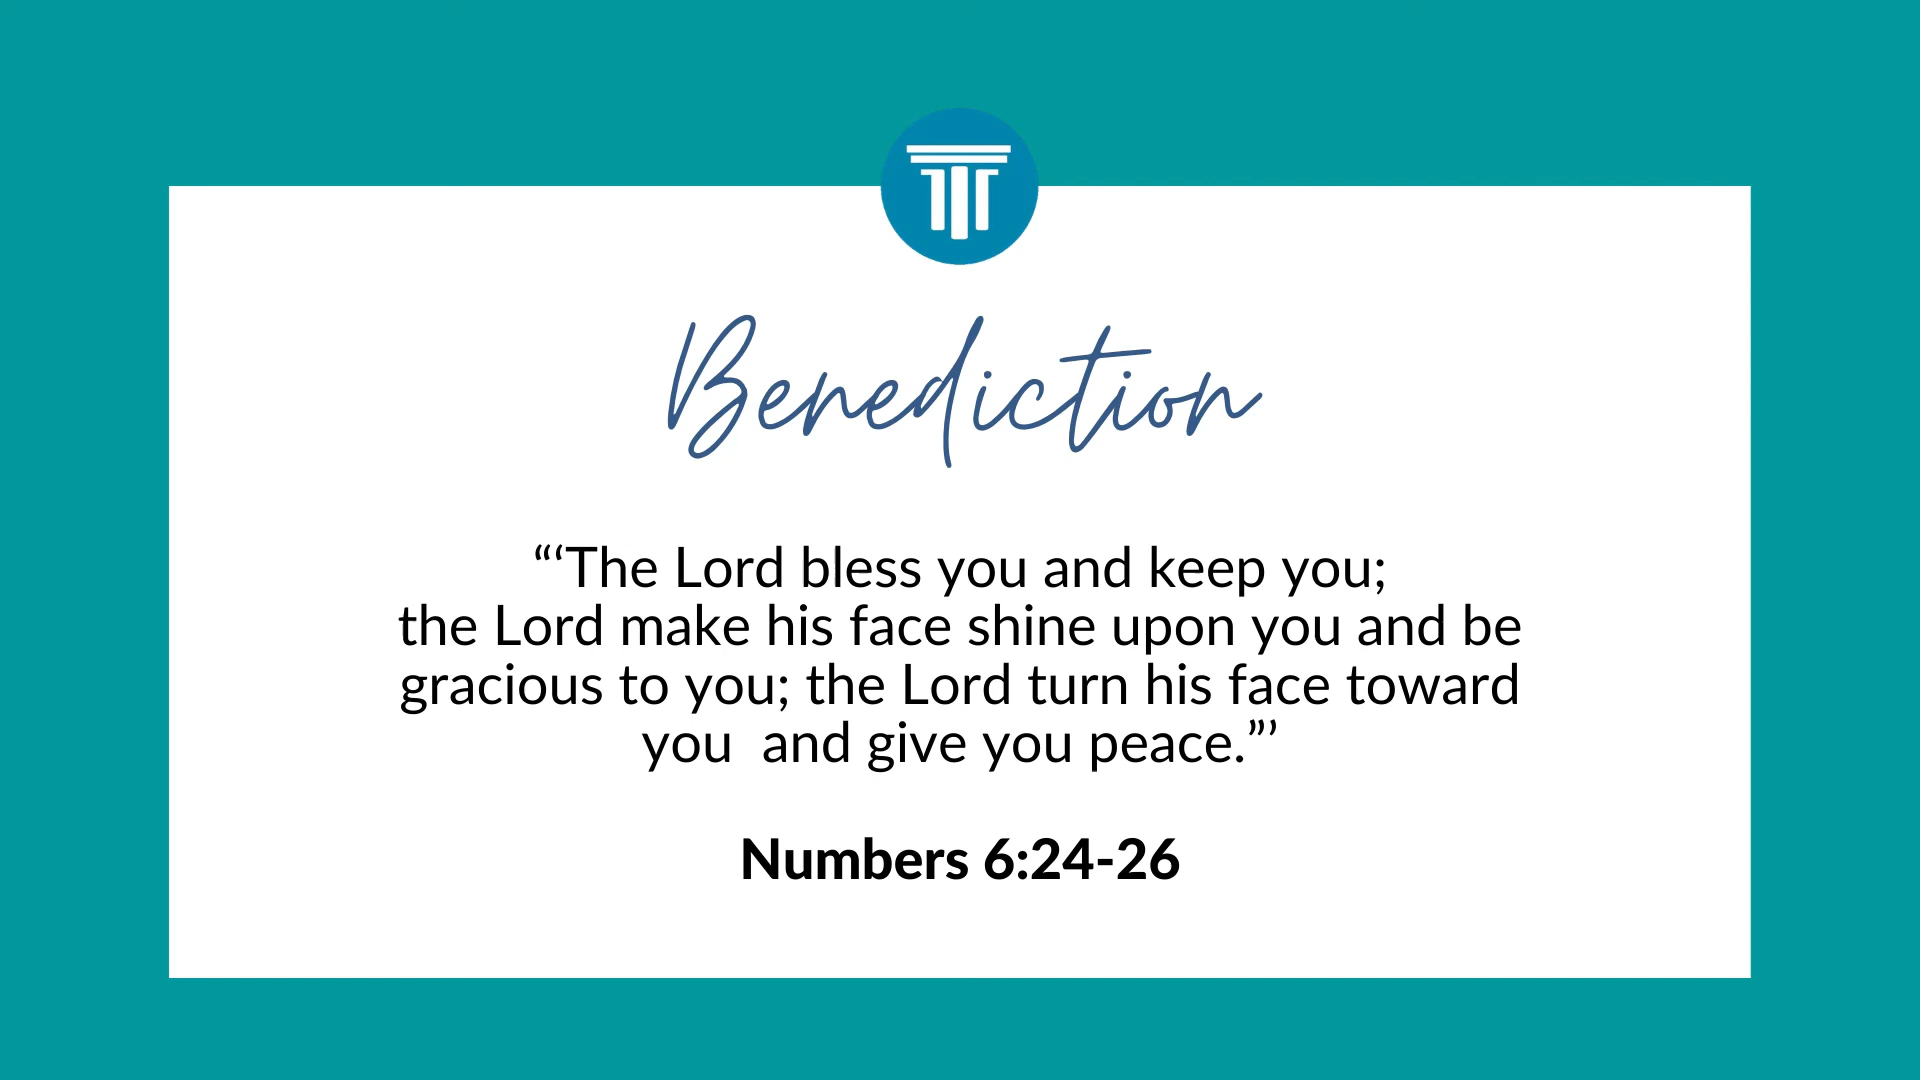 Benediction
“‘The Lord bless you and keep you;
the Lord make his face shine upon you and be
gracious to you; the Lord turn his face toward
you  and give you peace.”’
Numbers 6:24-26